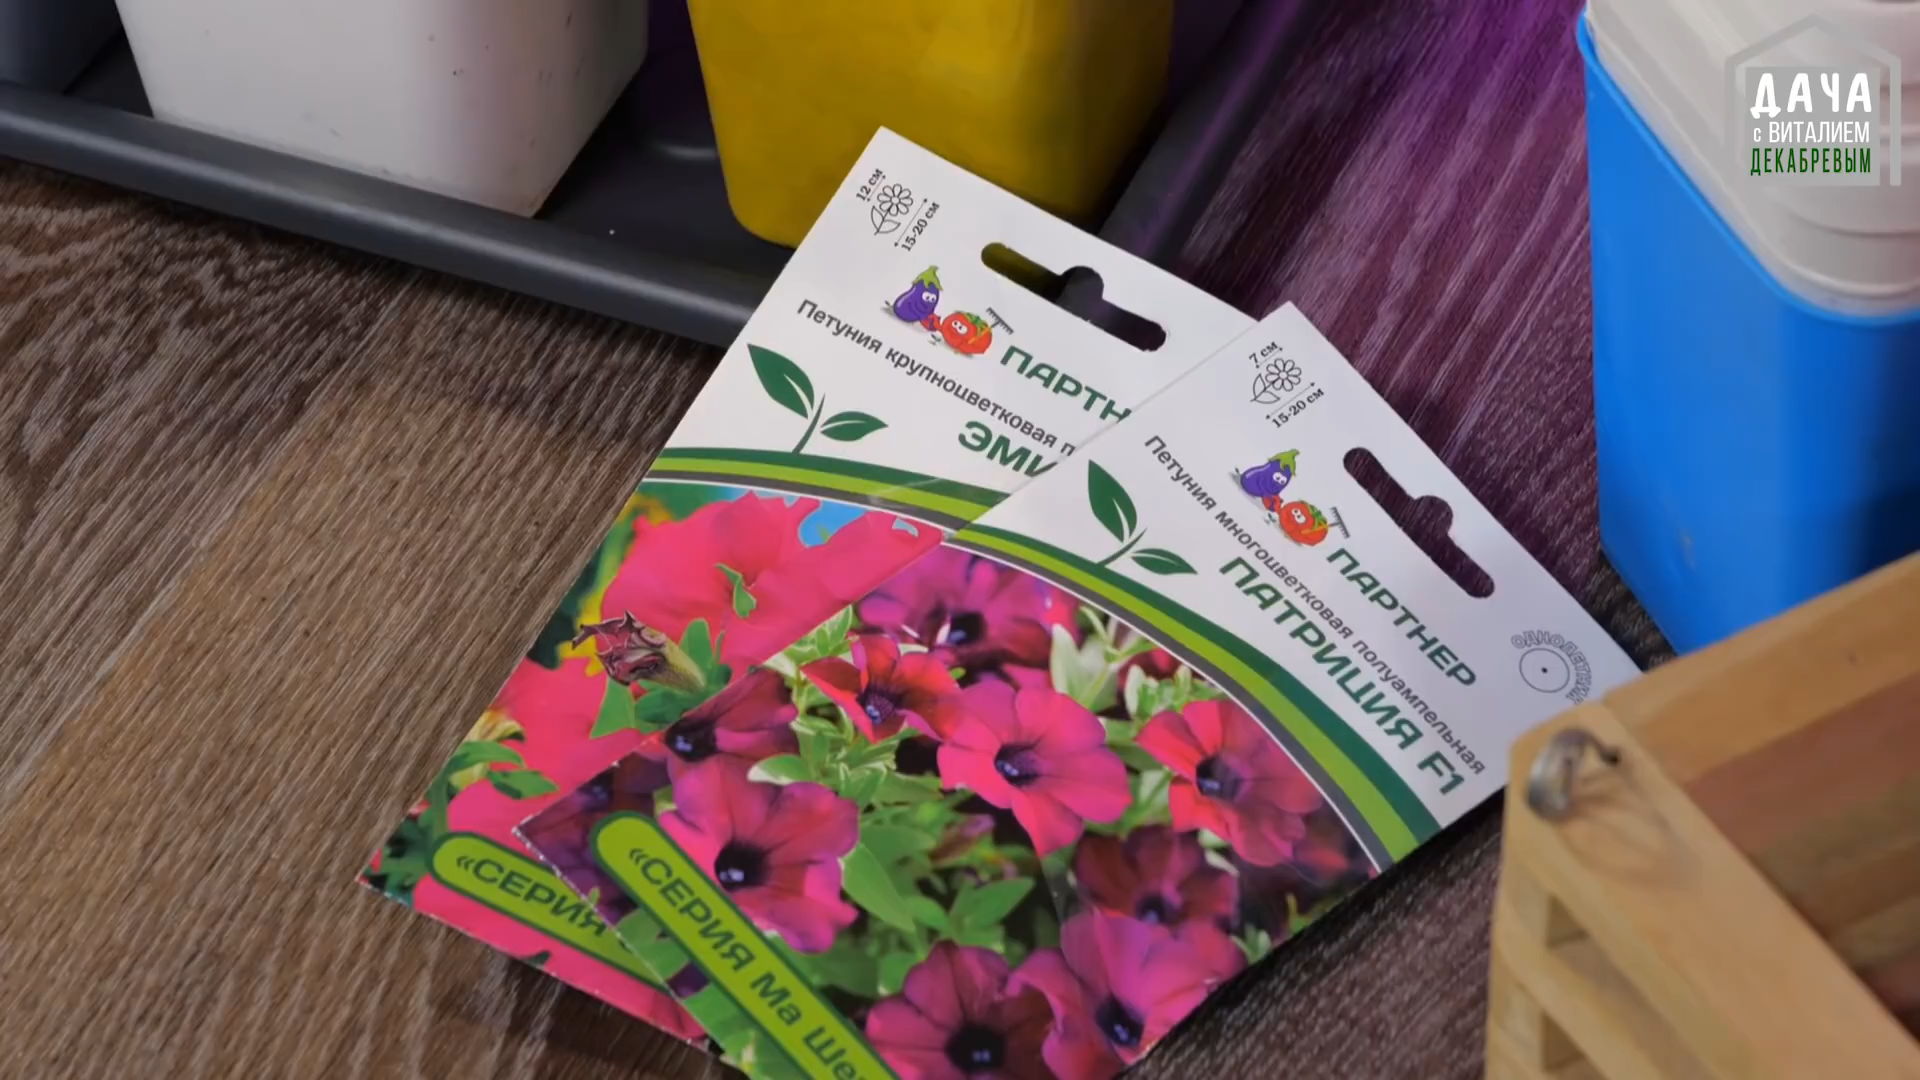 ДАЧА
с ВИТАЛИЕМ
ДЕКАБРЕВЫМ
12 см
15-20 см
ПАРТН
Петуния крупноцветковая п
ЭМИ
«СЕРИЯ
7 см
15-20 см
ПАРТНЕР
Петуния многоцветковая полуампельная
ПАТРИЦИЯ F1
ОДНОЛЕТНИК
«СЕРИЯ Ма Ше